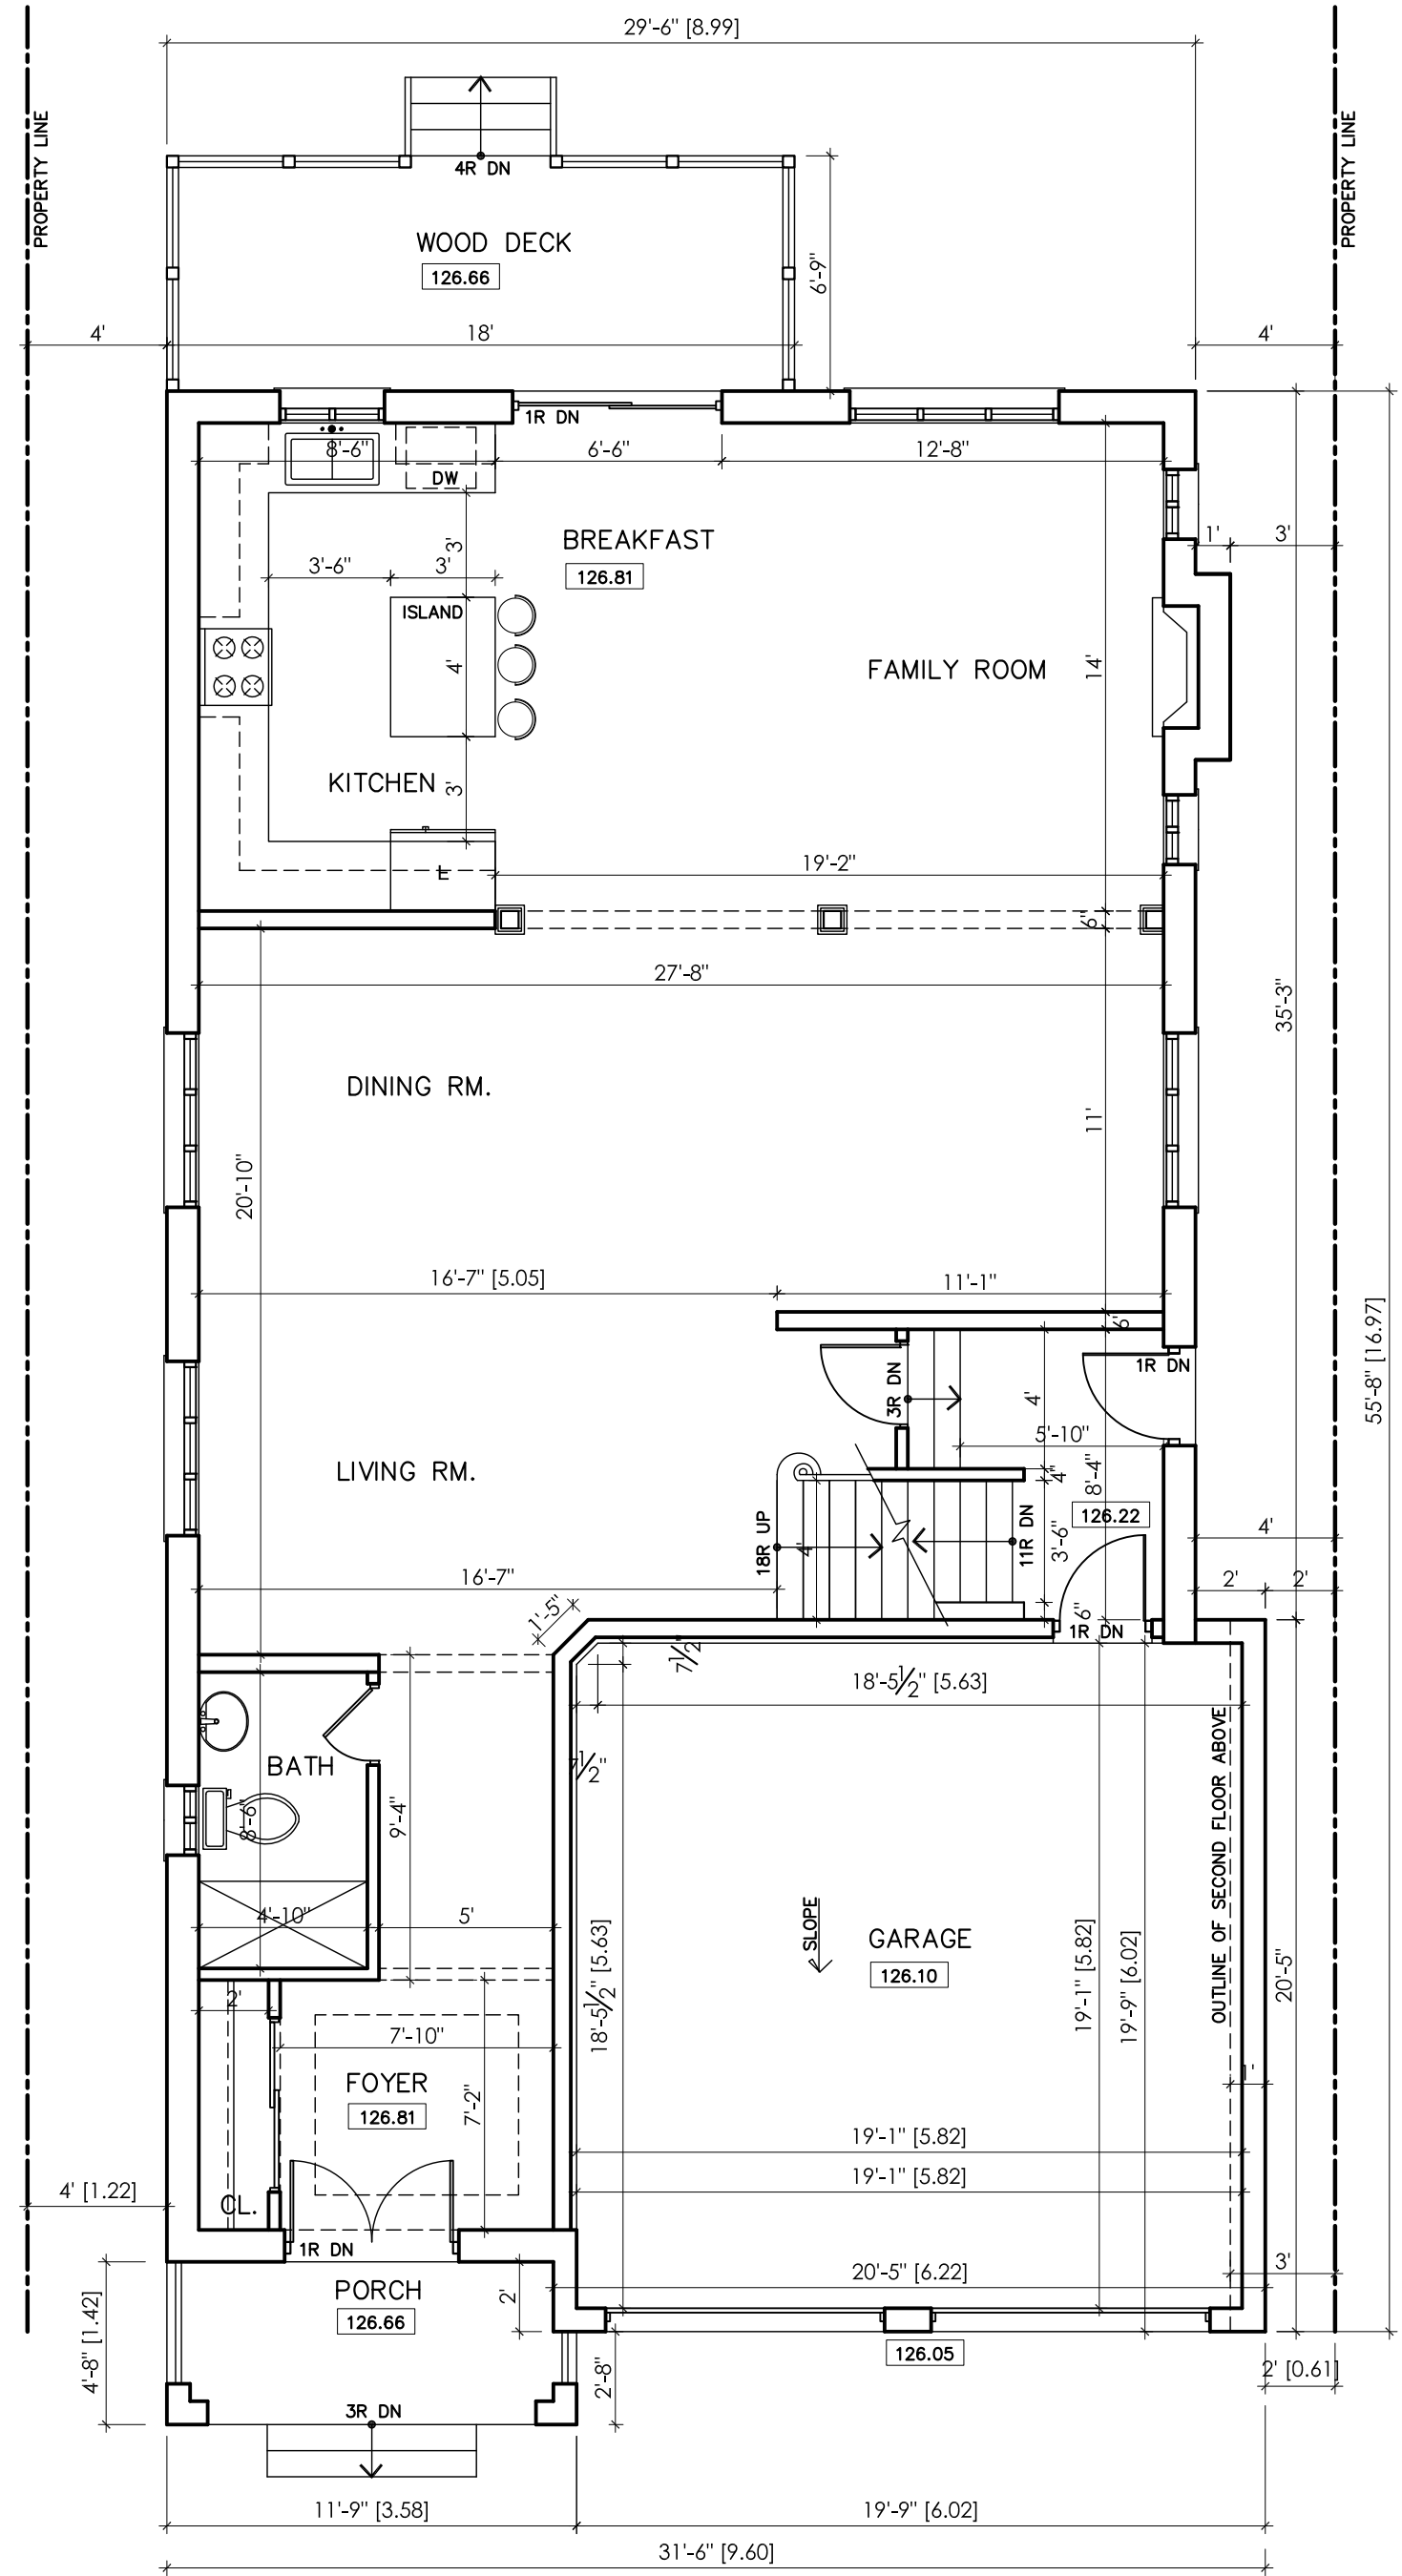 29'-6" [8.99]
PROPERTY LINE
PROPERTY LINE
4R DN
WOOD DECK
126.66
6'-9"
4'
18'
4'
1R DN
8'-6"
6'-6"
12'-8"
DW
BREAKFAST
126.81
1'
3'
3'
3'-6"
3'
ISLAND
4'
FAMILY ROOM
14'
KITCHEN
3'
19'-2"
6"
27'-8"
35'-3"
DINING RM.
11'
20'-10"
16'-7" [5.05]
11'-1"
6"
55'-8" [16.97]
1R DN
3R DN
4'
5'-10"
LIVING RM.
4"
8'-4"
126.22
18R UP
4'
11R DN
3'-6"
4'
16'-7"
2'
2'
1'-5"
6"
1R DN
7 1/2"
18'-5 1/2" [5.63]
BATH
7 1/2"
8'-6"
9'-4"
OUTLINE OF SECOND FLOOR ABOVE
4'-10"
5'
SLOPE
GARAGE
126.10
18'-5 1/2" [5.63]
19'-1" [5.82]
19'-9" [6.02]
20'-5"
2'
7'-10"
FOYER
126.81
7'-2"
1'
19'-1" [5.82]
19'-1" [5.82]
4' [1.22]
CL.
1R DN
3'
20'-5" [6.22]
PORCH
126.66
2'
4'-8" [1.42]
126.05
2'-8"
2' [0.61]
3R DN
11'-9" [3.58]
19'-9" [6.02]
31'-6" [9.60]